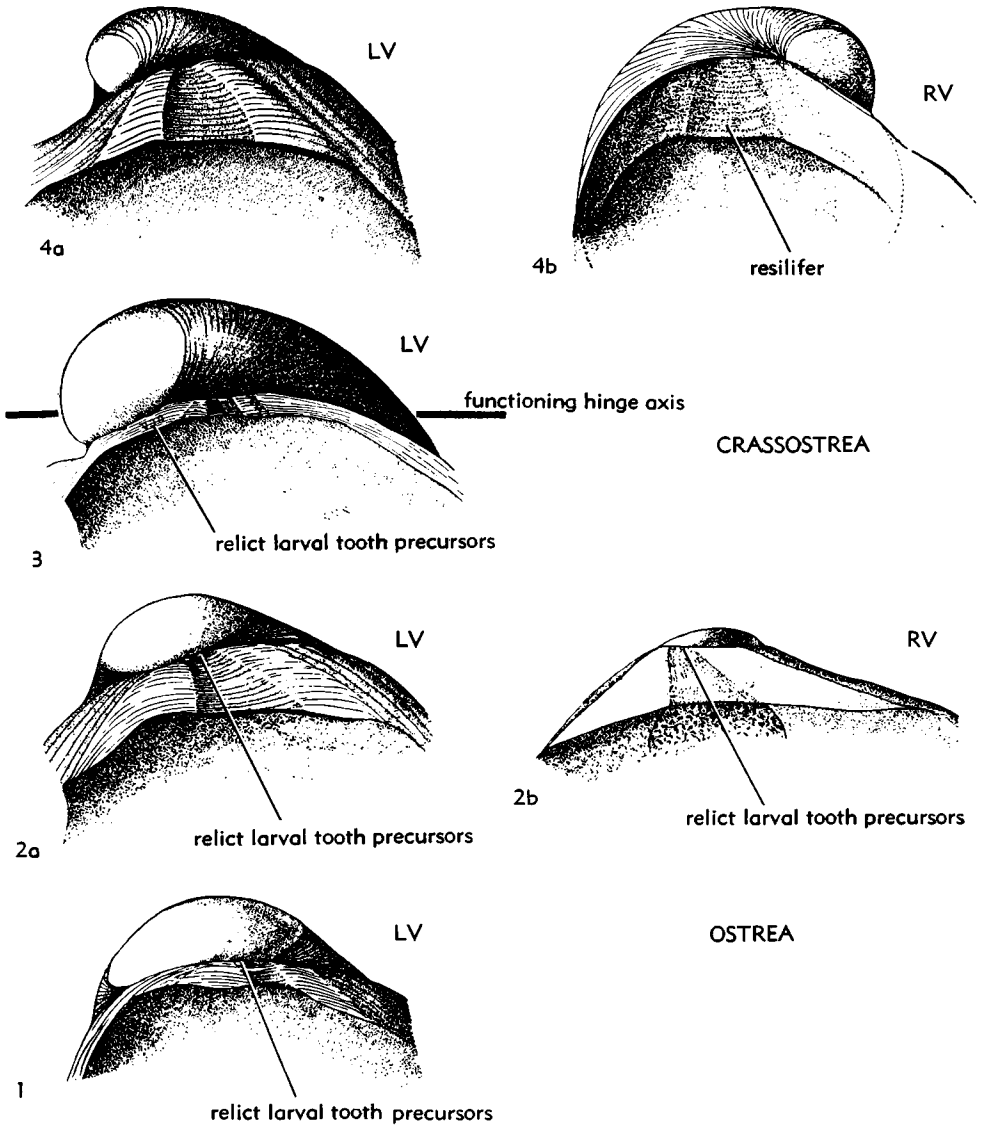 LV
RV
4a
4b
resilifer
LV
functioning hinge axis
CRASSOSTREA
relict larval tooth precursors
3
LV
RV
2b
relict larval tooth precursors
relict larval tooth precursors
2a
LV
OSTREA
1
relict larval tooth precursors